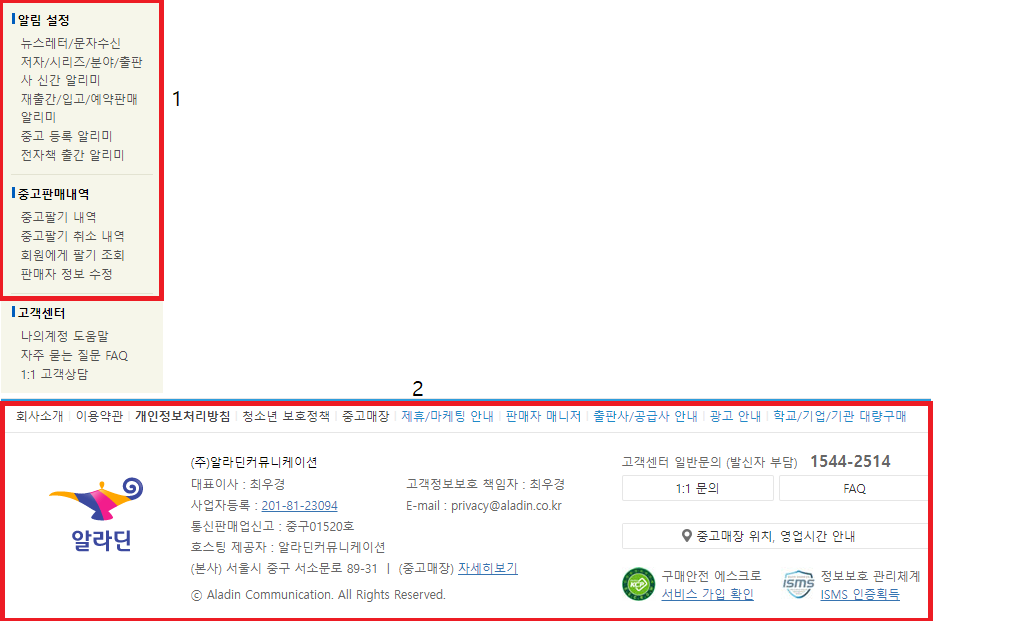 알림 설정
뉴스레터/문자수신
저자/시리즈/분야/출판
사 신간 알리미
재출간/입고/예약판매
알리미
중고 등록 알리미
전자책 출간 알리미
1
중고판매내역
중고팔기 내역
중고팔기 취소 내역
회원에게 팔기 조회
판매자 정보 수정
고객센터
나의계정 도움말
자주 묻는 질문 FAQ
1:1 고객상담
2
회사소개 이용약관 개인정보처리방침 청소년 보호정책 중고매장 제휴/마케팅 안내 판매자 매니저 출판사/공급사 안내 광고 안내 학교/기업/기관 대량구매
알라딘
(주)알라딘커뮤니케이션
대표이사 : 최우경 고객정보보호 책임자 : 최우경
사업자등록 : 201-81-23094 E-mail : privacy@aladin.co.kr
통신판매업신고 : 중구01520호
호스팅 제공자 : 알라딘커뮤니케이션
(본사) 서울시 중구 서소문로 89-31 ㅣ (중고매장) 자세히보기
ⓒ Aladin Communication. All Rights Reserved.
고객센터 일반문의 (발신자 부담) 1544-2514
1:1 문의 FAQ
중고매장 위치, 영업시간 안내
KCP
구매안전 에스크로
서비스 가입 확인
ISMS
정보보호 관리체계
ISMS 인증획득